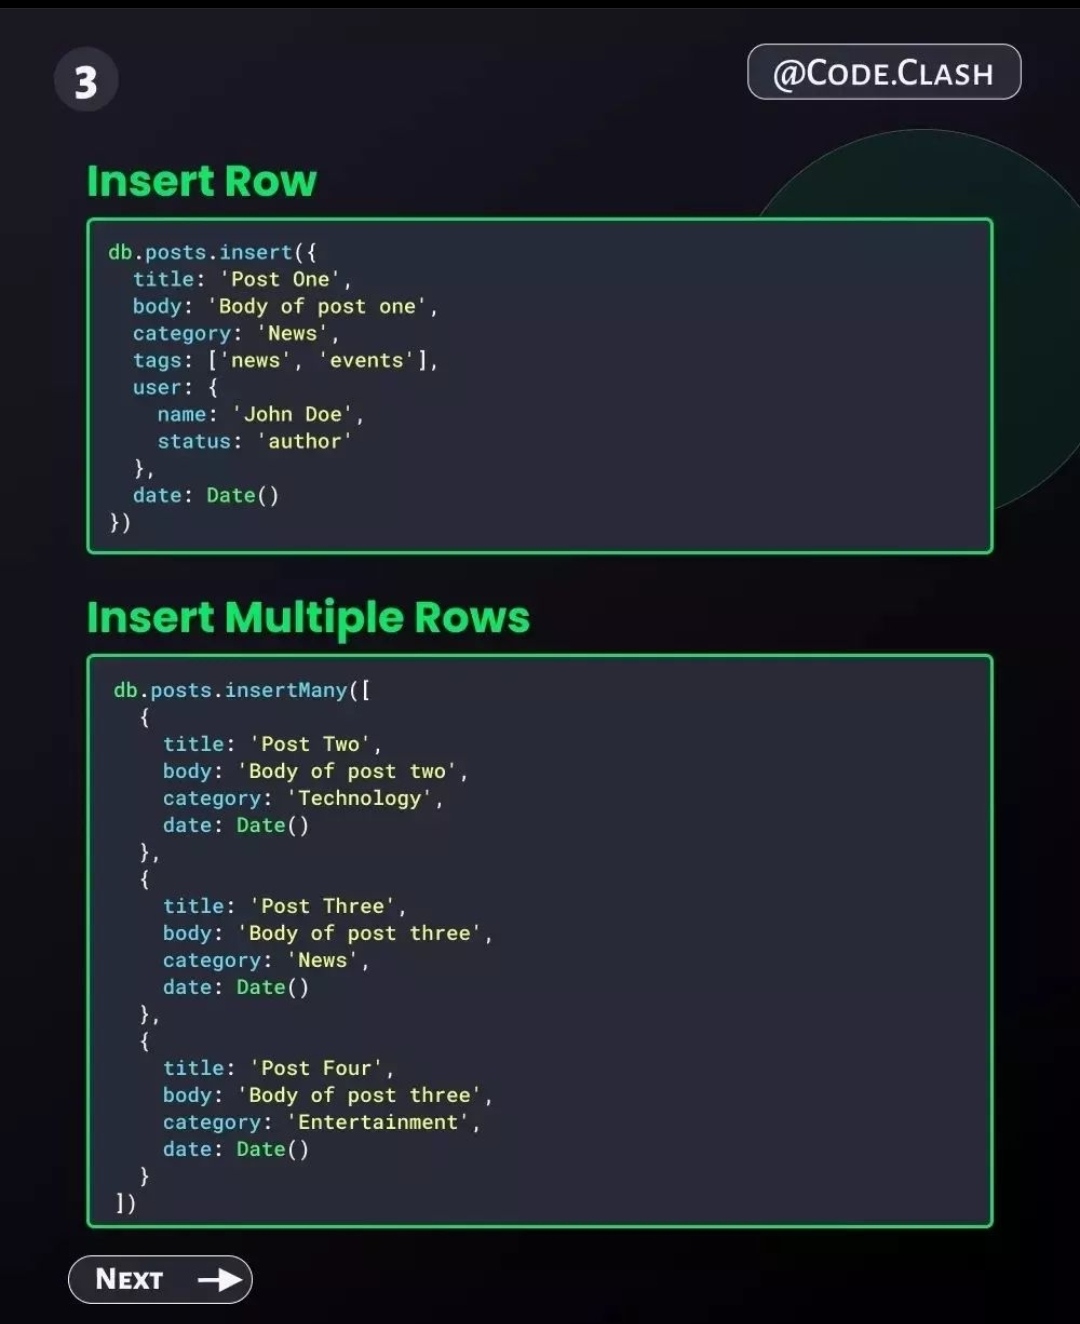 3
@Code.Clash
Insert Row
db.posts.insert({
  title: 'Post One',
  body: 'Body of post one',
  category: 'News',
  tags: ['news', 'events'],
  user: {
    name: 'John Doe',
    status: 'author'
  },
  date: Date()
})
Insert Multiple Rows
db.posts.insertMany([
  {
    title: 'Post Two',
    body: 'Body of post two',
    category: 'Technology',
    date: Date()
  },
  {
    title: 'Post Three',
    body: 'Body of post three',
    category: 'News',
    date: Date()
  },
  {
    title: 'Post Four',
    body: 'Body of post three',
    category: 'Entertainment',
    date: Date()
  }
])
Next